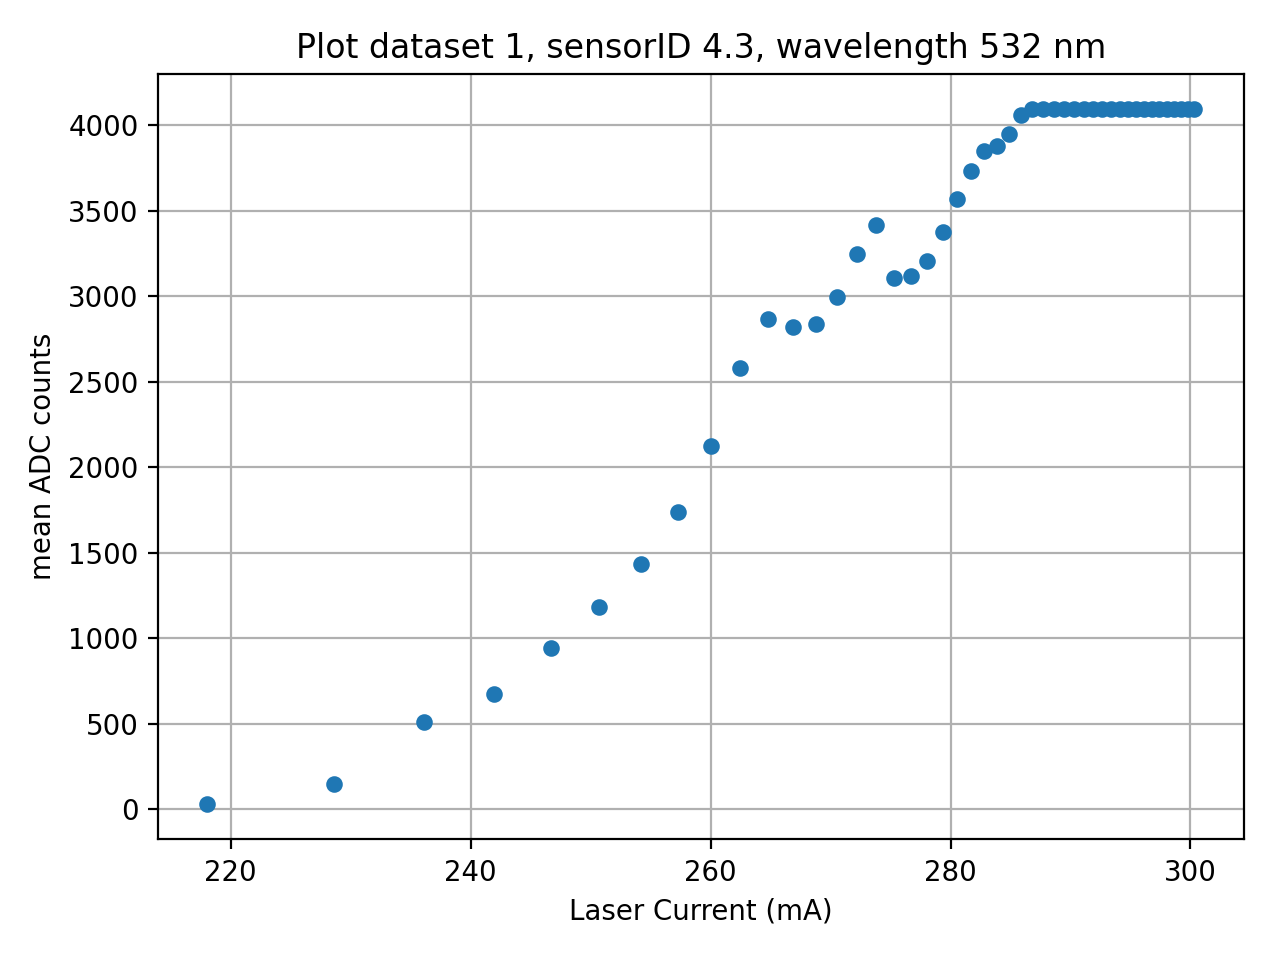 Plot dataset 1, sensorID 4.3, wavelength 532 nm
4000
3500
3000
2500
2000
1500
1000
500
0
mean ADC counts
220 240 260 280 300
Laser Current (mA)